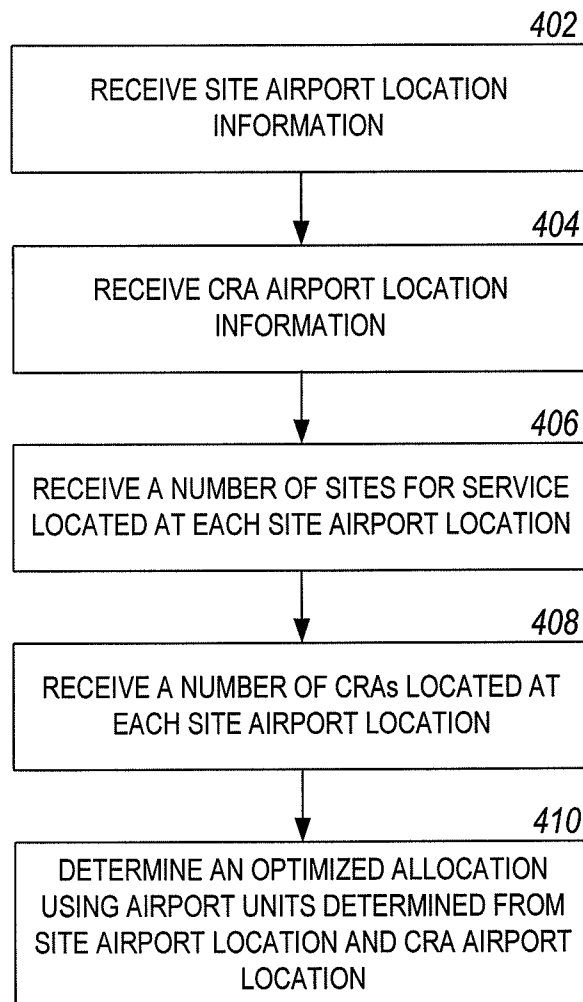 402
RECEIVE SITE AIRPORT LOCATION
INFORMATION
404
RECEIVE CRA AIRPORT LOCATION
INFORMATION
406
RECEIVE A NUMBER OF SITES FOR SERVICE
LOCATED AT EACH SITE AIRPORT LOCATION
408
RECEIVE A NUMBER OF CRAs LOCATED AT
EACH SITE AIRPORT LOCATION
410
DETERMINE AN OPTIMIZED ALLOCATION
USING AIRPORT UNITS DETERMINED FROM
SITE AIRPORT LOCATION AND CRA AIRPORT
LOCATION